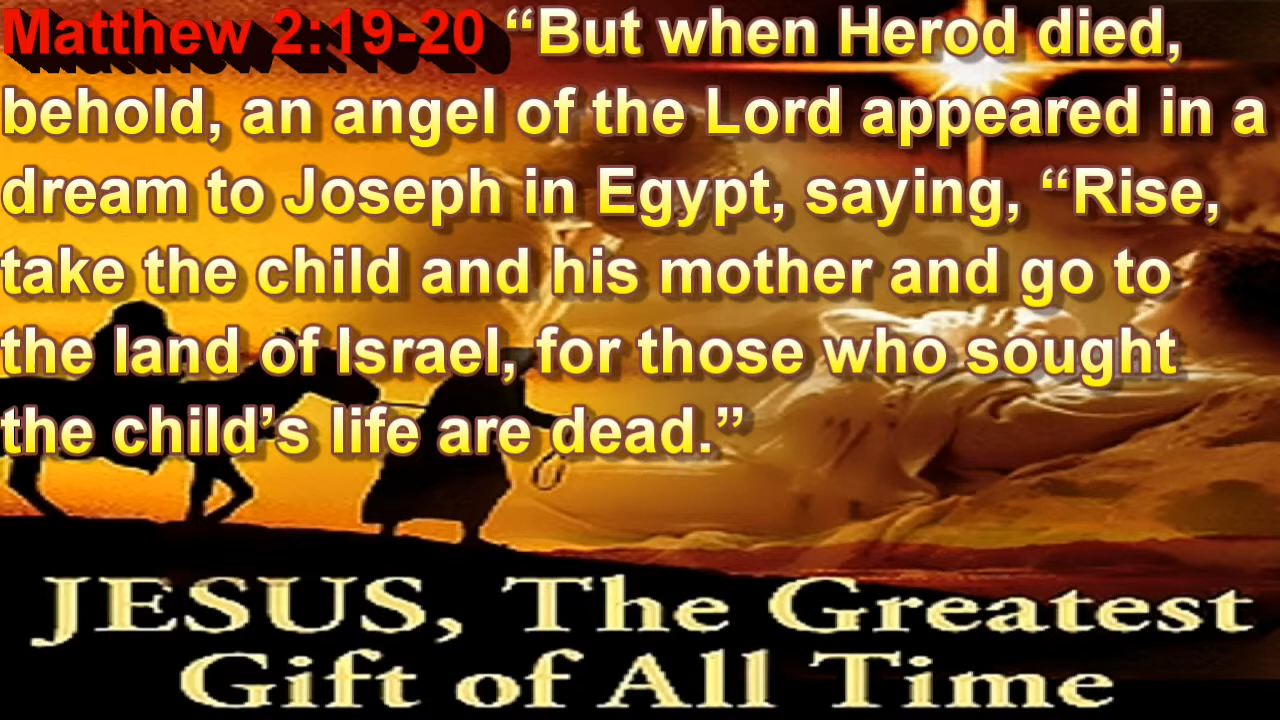 Matthew 2:19-20 “But when Herod died,
behold, an angel of the Lord appeared in a
dream to Joseph in Egypt, saying, “Rise,
take the child and his mother and go to
the land of Israel, for those who sought
the child’s life are dead.”
JESUS, The Greatest
Gift of All Time